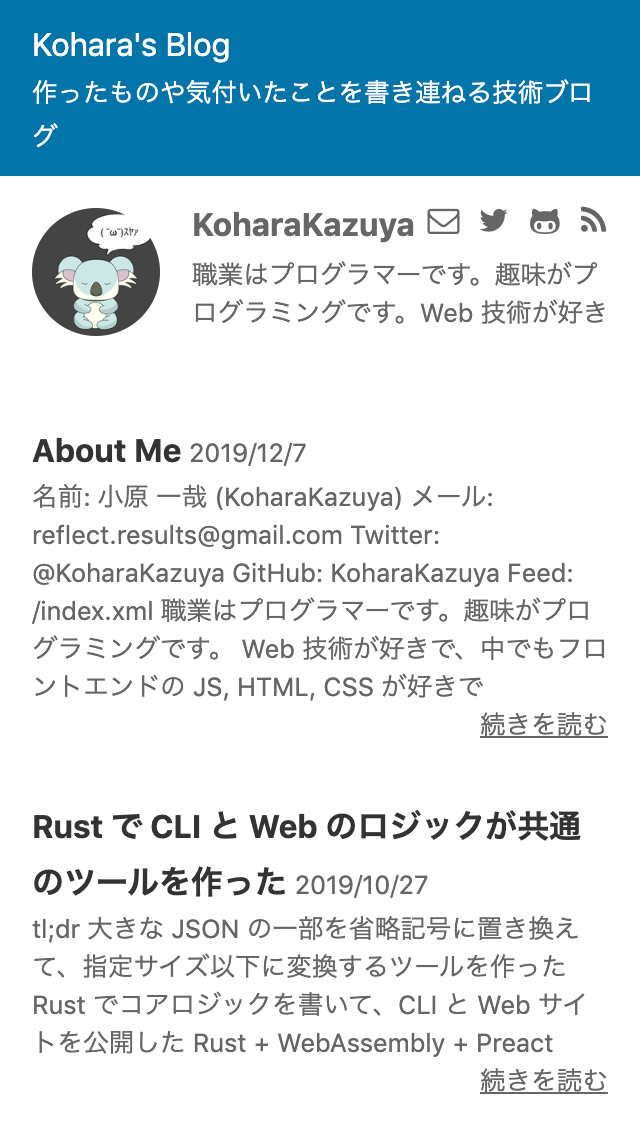 Kohara's Blog
作ったものや気付いたことを書き連ねる技術ブロ
グ
( ˘ω˘)ｽﾔｧ
KoharaKazuya
職業はプログラマーです。趣味がプ
ログラミングです。Web 技術が好き
About Me 2019/12/7
名前: 小原 一哉 (KoharaKazuya) メール:
reflect.results@gmail.com Twitter:
@KoharaKazuya GitHub: KoharaKazuya Feed:
/index.xml 職業はプログラマーです。趣味がプロ
グラミングです。 Web 技術が好きで、中でもフロ
ントエンドの JS, HTML, CSS が好きで
続きを読む
Rust で CLI と Web のロジックが共通
のツールを作った 2019/10/27
tl;dr 大きな JSON の一部を省略記号に置き換え
て、指定サイズ以下に変換するツールを作った
Rust でコアロジックを書いて、CLI と Web サイ
トを公開した Rust + WebAssembly + Preact
続きを読む